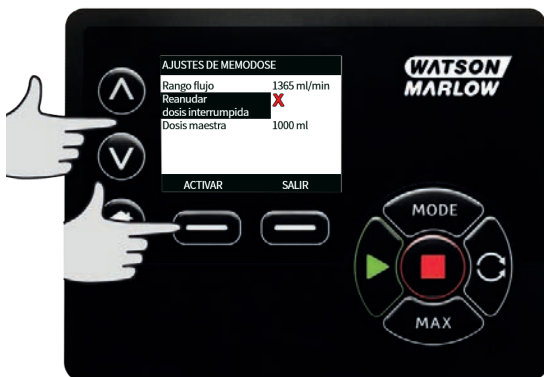 AJUSTES DE MEMODOSE
Rango flujo 1365 ml/min
Reanudar
dosis interrumpida X
Dosis maestra 1000 ml
ACTIVAR SALIR
WATSON
MARLOW
MODE
MAX